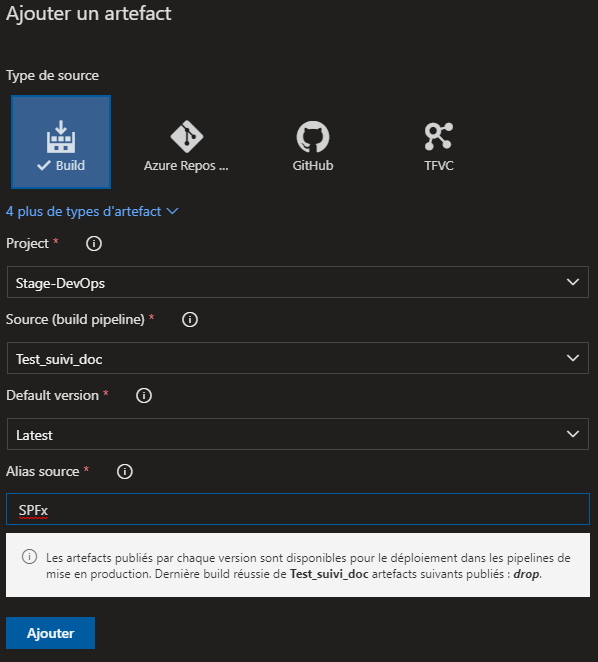 Ajouter un artefact
Type de source
Build
Azure Repos ...
GitHub
TFVC
4 plus de types d'artefact
Project *
Stage-DevOps
Source (build pipeline) *
Test_suivi_doc
Default version *
Latest
Alias source *
SPFx
Les artefacts publiés par chaque version sont disponibles pour le déploiement dans les pipelines de
mise en production. Dernière build réussie de Test_suivi_doc artefacts suivants publiés : drop.
Ajouter